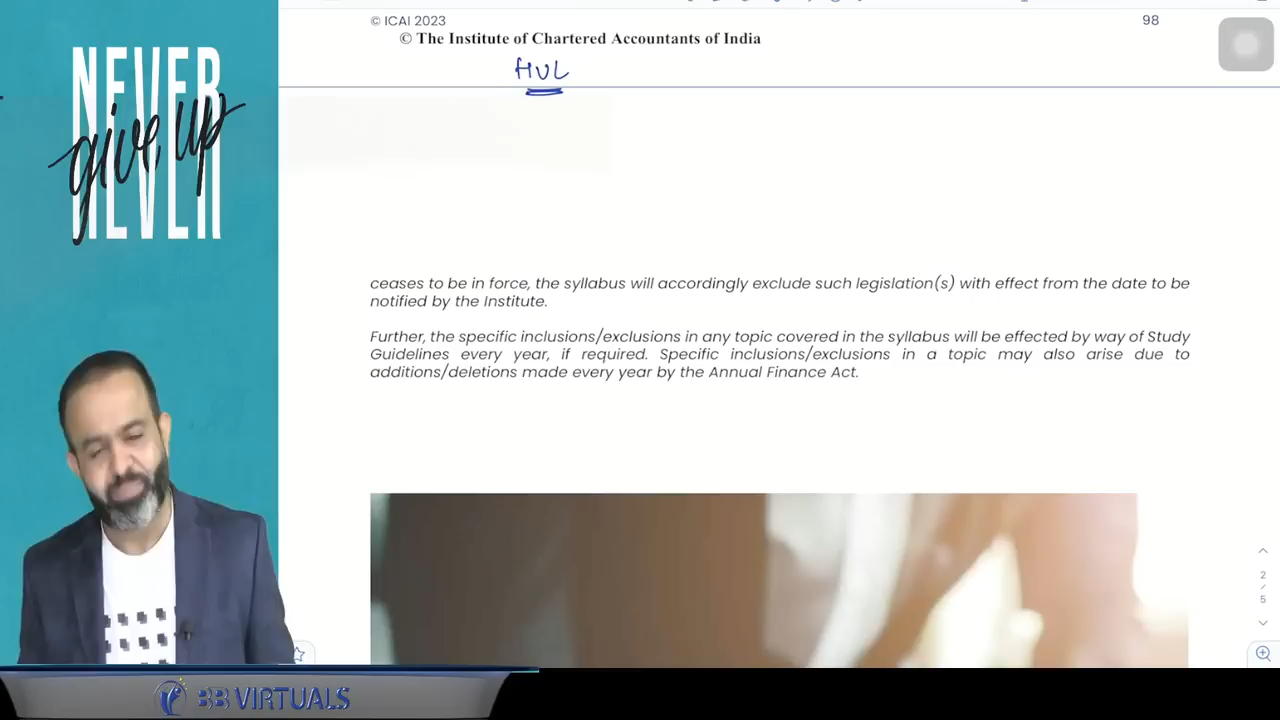 NEVER
give up
NEVER
© ICAI 2023
98
© The Institute of Chartered Accountants of India
HUL
ceases to be in force, the syllabus will accordingly exclude such legislation(s) with effect from the date to be
notified by the Institute.
Further, the specific inclusions/exclusions in any topic covered in the syllabus will be effected by way of Study
Guidelines every year, if required. Specific inclusions/exclusions in a topic may also arise due to
additions/deletions made every year by the Annual Finance Act.
2
/
5
BB VIRTUALS